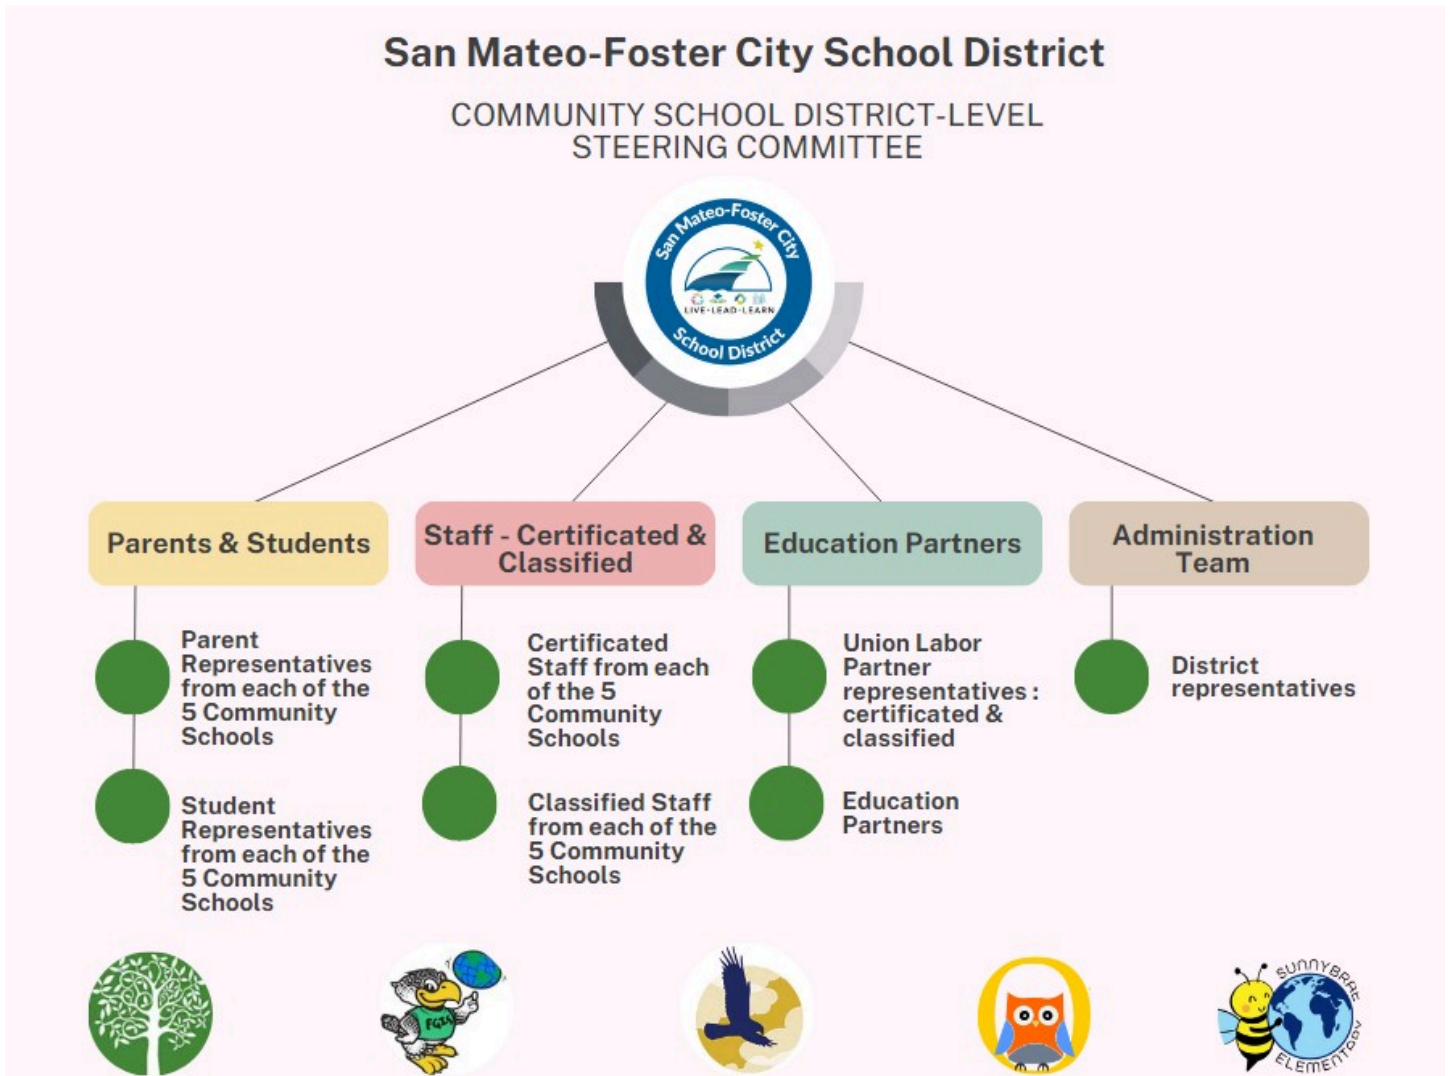 San Mateo-Foster City School District
COMMUNITY SCHOOL DISTRICT-LEVEL
STEERING COMMITTEE
San Mateo-Foster City
LIVE·LEAD·LEARN
School District
Parents & Students
Staff - Certificated &
Classified
Education Partners
Administration
Team
Parent
Representatives
from each of the
5 Community
Schools
Student
Representatives
from each of the
5 Community
Schools
Certificated
Staff from each
of the 5
Community
Schools
Classified Staff
from each of the
5 Community
Schools
Union Labor
Partner
representatives :
certificated &
classified
Education
Partners
District
representatives
FGIA
SUNNYBRAE
ELEMENTARY